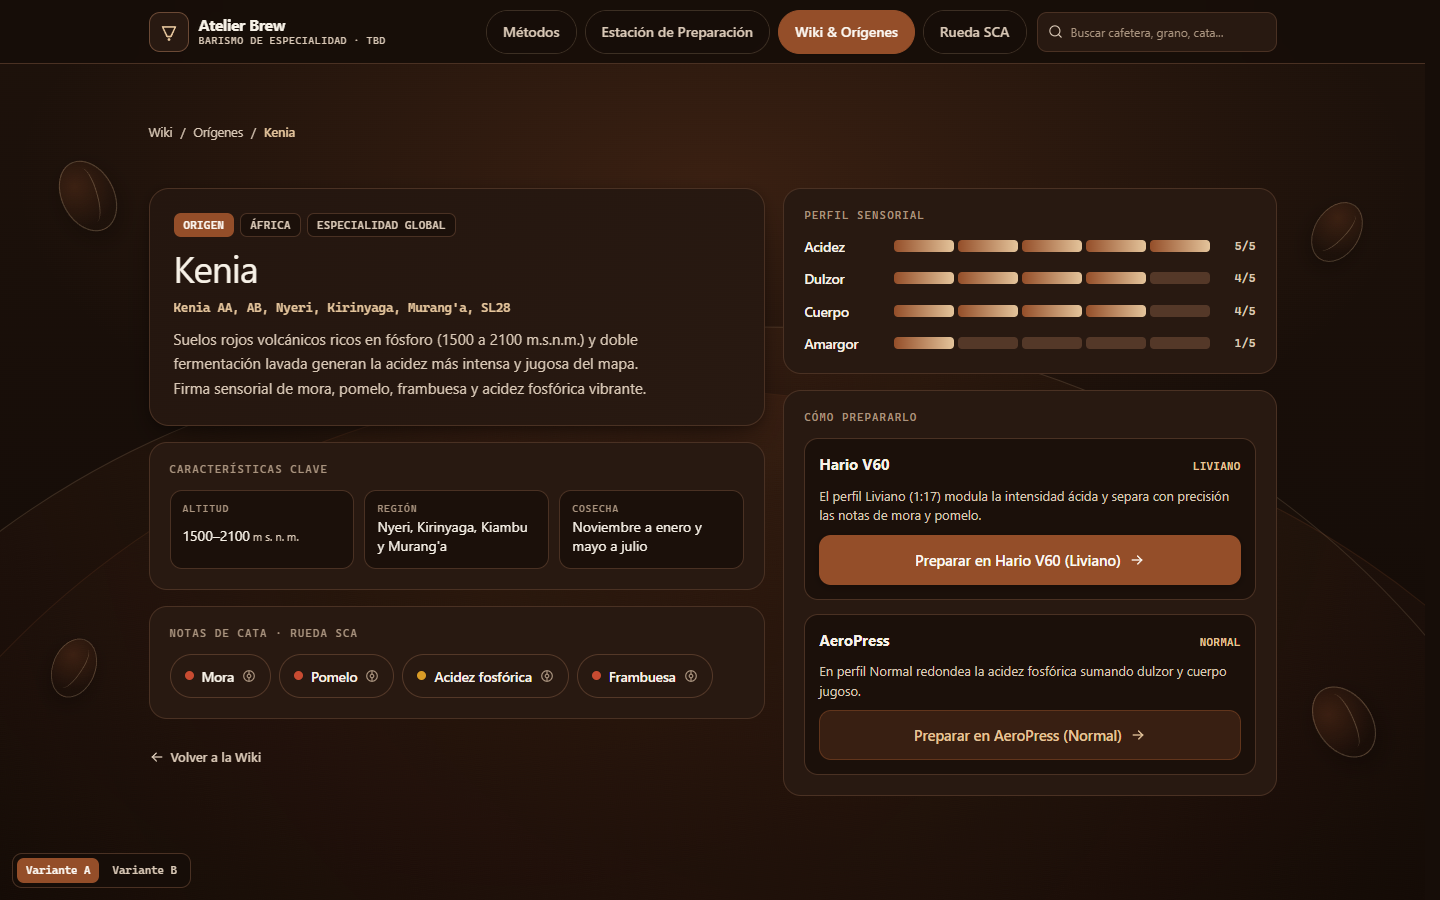 Atelier Brew
BARISMO DE ESPECIALIDAD · TBD
Métodos
Estación de Preparación
Wiki & Orígenes
Rueda SCA
Buscar cafetera, grano, cata...
Wiki / Orígenes / Kenia
ORIGEN
ÁFRICA
ESPECIALIDAD GLOBAL
Kenia
Kenia AA, AB, Nyeri, Kirinyaga, Murang'a, SL28
Suelos rojos volcánicos ricos en fósforo (1500 a 2100 m.s.n.m.) y doble
fermentación lavada generan la acidez más intensa y jugosa del mapa.
Firma sensorial de mora, pomelo, frambuesa y acidez fosfórica vibrante.
CARACTERÍSTICAS CLAVE
ALTITUD
1500–2100 m s. n. m.
REGIÓN
Nyeri, Kirinyaga, Kiambu
y Murang'a
COSECHA
Noviembre a enero y
mayo a julio
NOTAS DE CATA · RUEDA SCA
Mora
Pomelo
Acidez fosfórica
Frambuesa
← Volver a la Wiki
PERFIL SENSORIAL
Acidez 5/5
Dulzor 4/5
Cuerpo 4/5
Amargor 1/5
CÓMO PREPARARLO
Hario V60
LIVIANO
El perfil Liviano (1:17) modula la intensidad ácida y separa con precisión
las notas de mora y pomelo.
Preparar en Hario V60 (Liviano) →
AeroPress
NORMAL
En perfil Normal redondea la acidez fosfórica sumando dulzor y cuerpo
jugoso.
Preparar en AeroPress (Normal) →
Variante A
Variante B